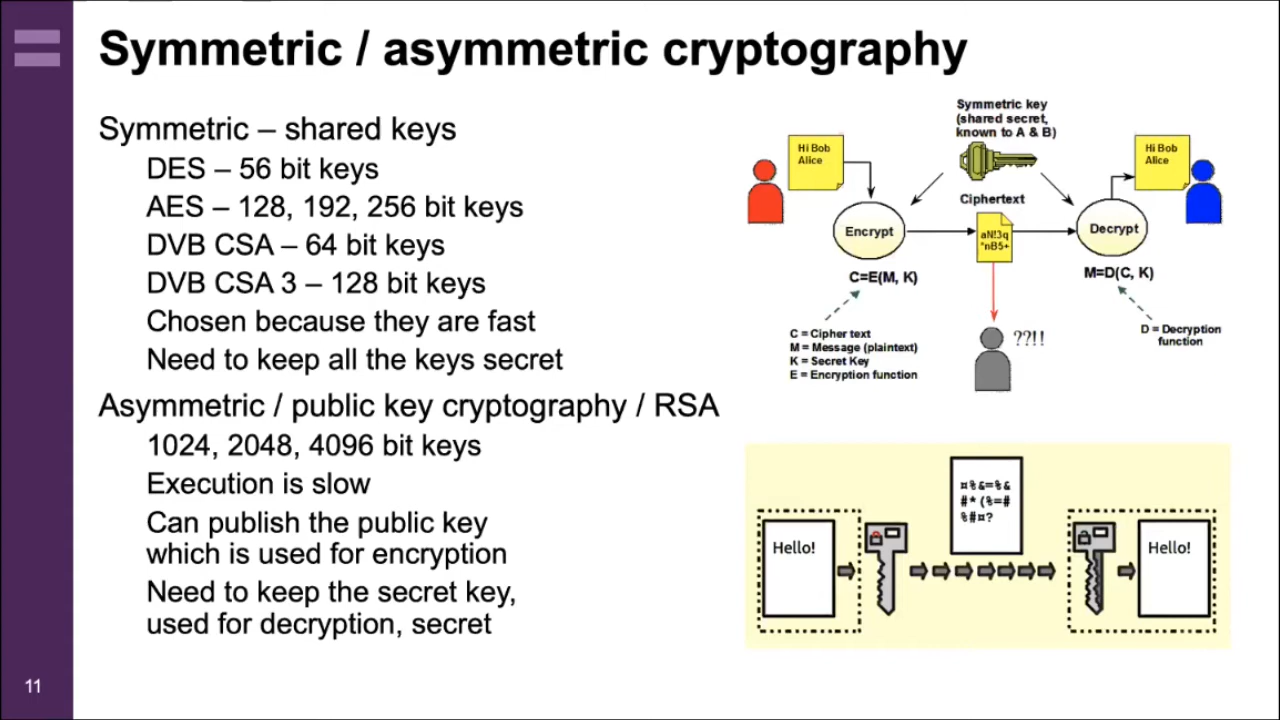 Symmetric / asymmetric cryptography
Symmetric – shared keys
DES – 56 bit keys
AES – 128, 192, 256 bit keys
DVB CSA – 64 bit keys
DVB CSA 3 – 128 bit keys
Chosen because they are fast
Need to keep all the keys secret
Asymmetric / public key cryptography / RSA
1024, 2048, 4096 bit keys
Execution is slow
Can publish the public key
which is used for encryption
Need to keep the secret key,
used for decryption, secret
Symmetric key
(shared secret,
known to A & B)
Hi Bob
Alice
Hi Bob
Alice
Ciphertext
Encrypt
aN!3q
*nB5+
Decrypt
C=E(M, K)
M=D(C, K)
C = Cipher text
M = Message (plaintext)
K = Secret Key
E = Encryption function
??!!
D = Decryption
function
¤%&=%&
#*(%=#
%#¤?
Hello!
Hello!
11